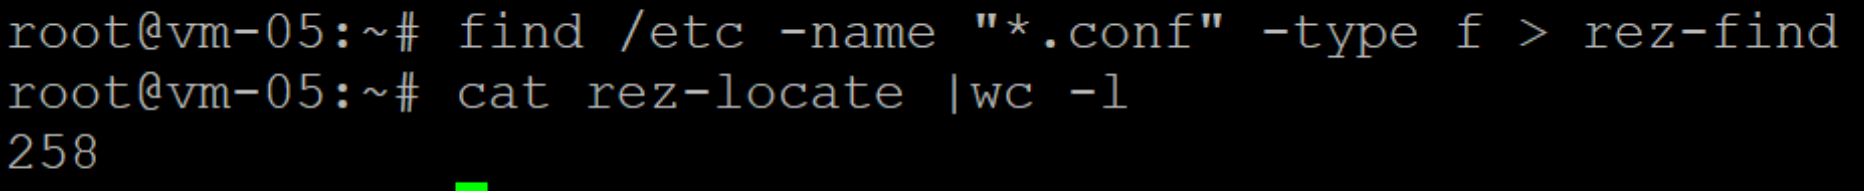 root@vm-05:~# find /etc -name "*.conf" -type f > rez-find
root@vm-05:~# cat rez-locate |wc -l
258